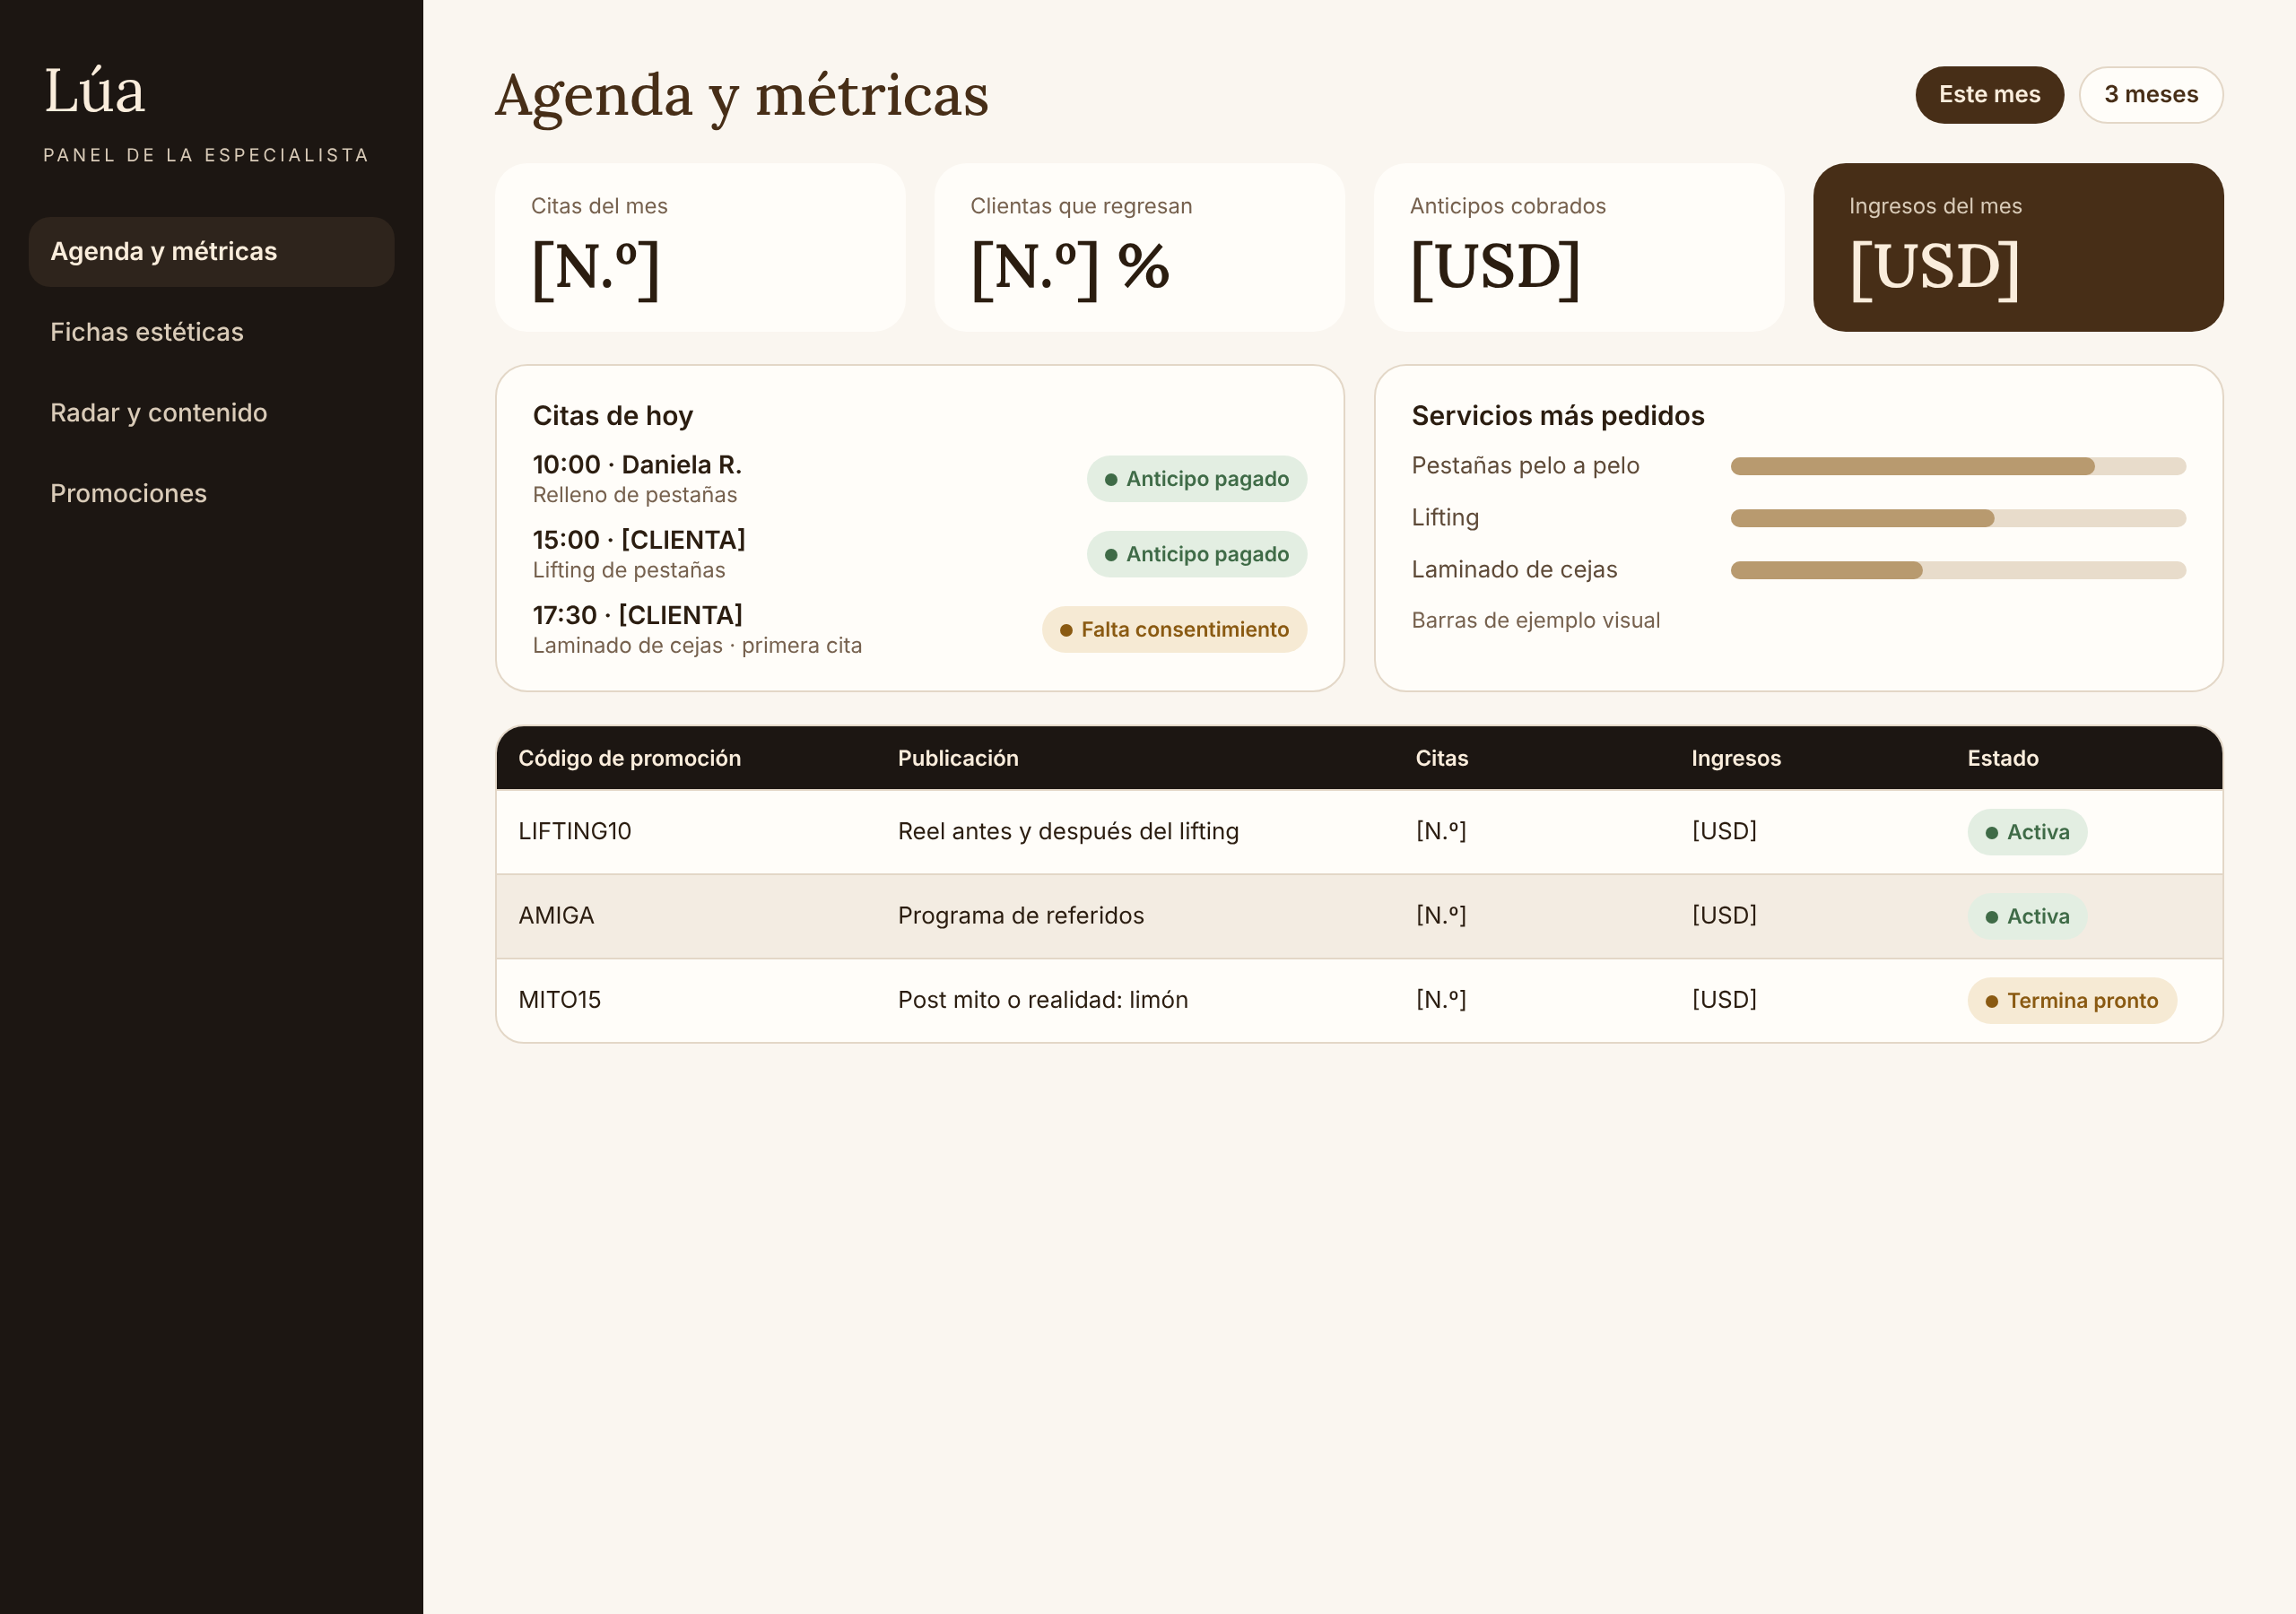 Lúa
PANEL DE LA ESPECIALISTA
Agenda y métricas
Fichas estéticas
Radar y contenido
Promociones
Agenda y métricas
Este mes
3 meses
Citas del mes
[N.º]
Clientas que regresan
[N.º] %
Anticipos cobrados
[USD]
Ingresos del mes
[USD]
Citas de hoy
10:00 · Daniela R.
Relleno de pestañas
Anticipo pagado
15:00 · [CLIENTA]
Lifting de pestañas
Anticipo pagado
17:30 · [CLIENTA]
Laminado de cejas · primera cita
Falta consentimiento
Servicios más pedidos
Pestañas pelo a pelo
Lifting
Laminado de cejas
Barras de ejemplo visual
Código de promoción Publicación Citas Ingresos Estado
LIFTING10 Reel antes y después del lifting [N.º] [USD] Activa
AMIGA Programa de referidos [N.º] [USD] Activa
MITO15 Post mito o realidad: limón [N.º] [USD] Termina pronto